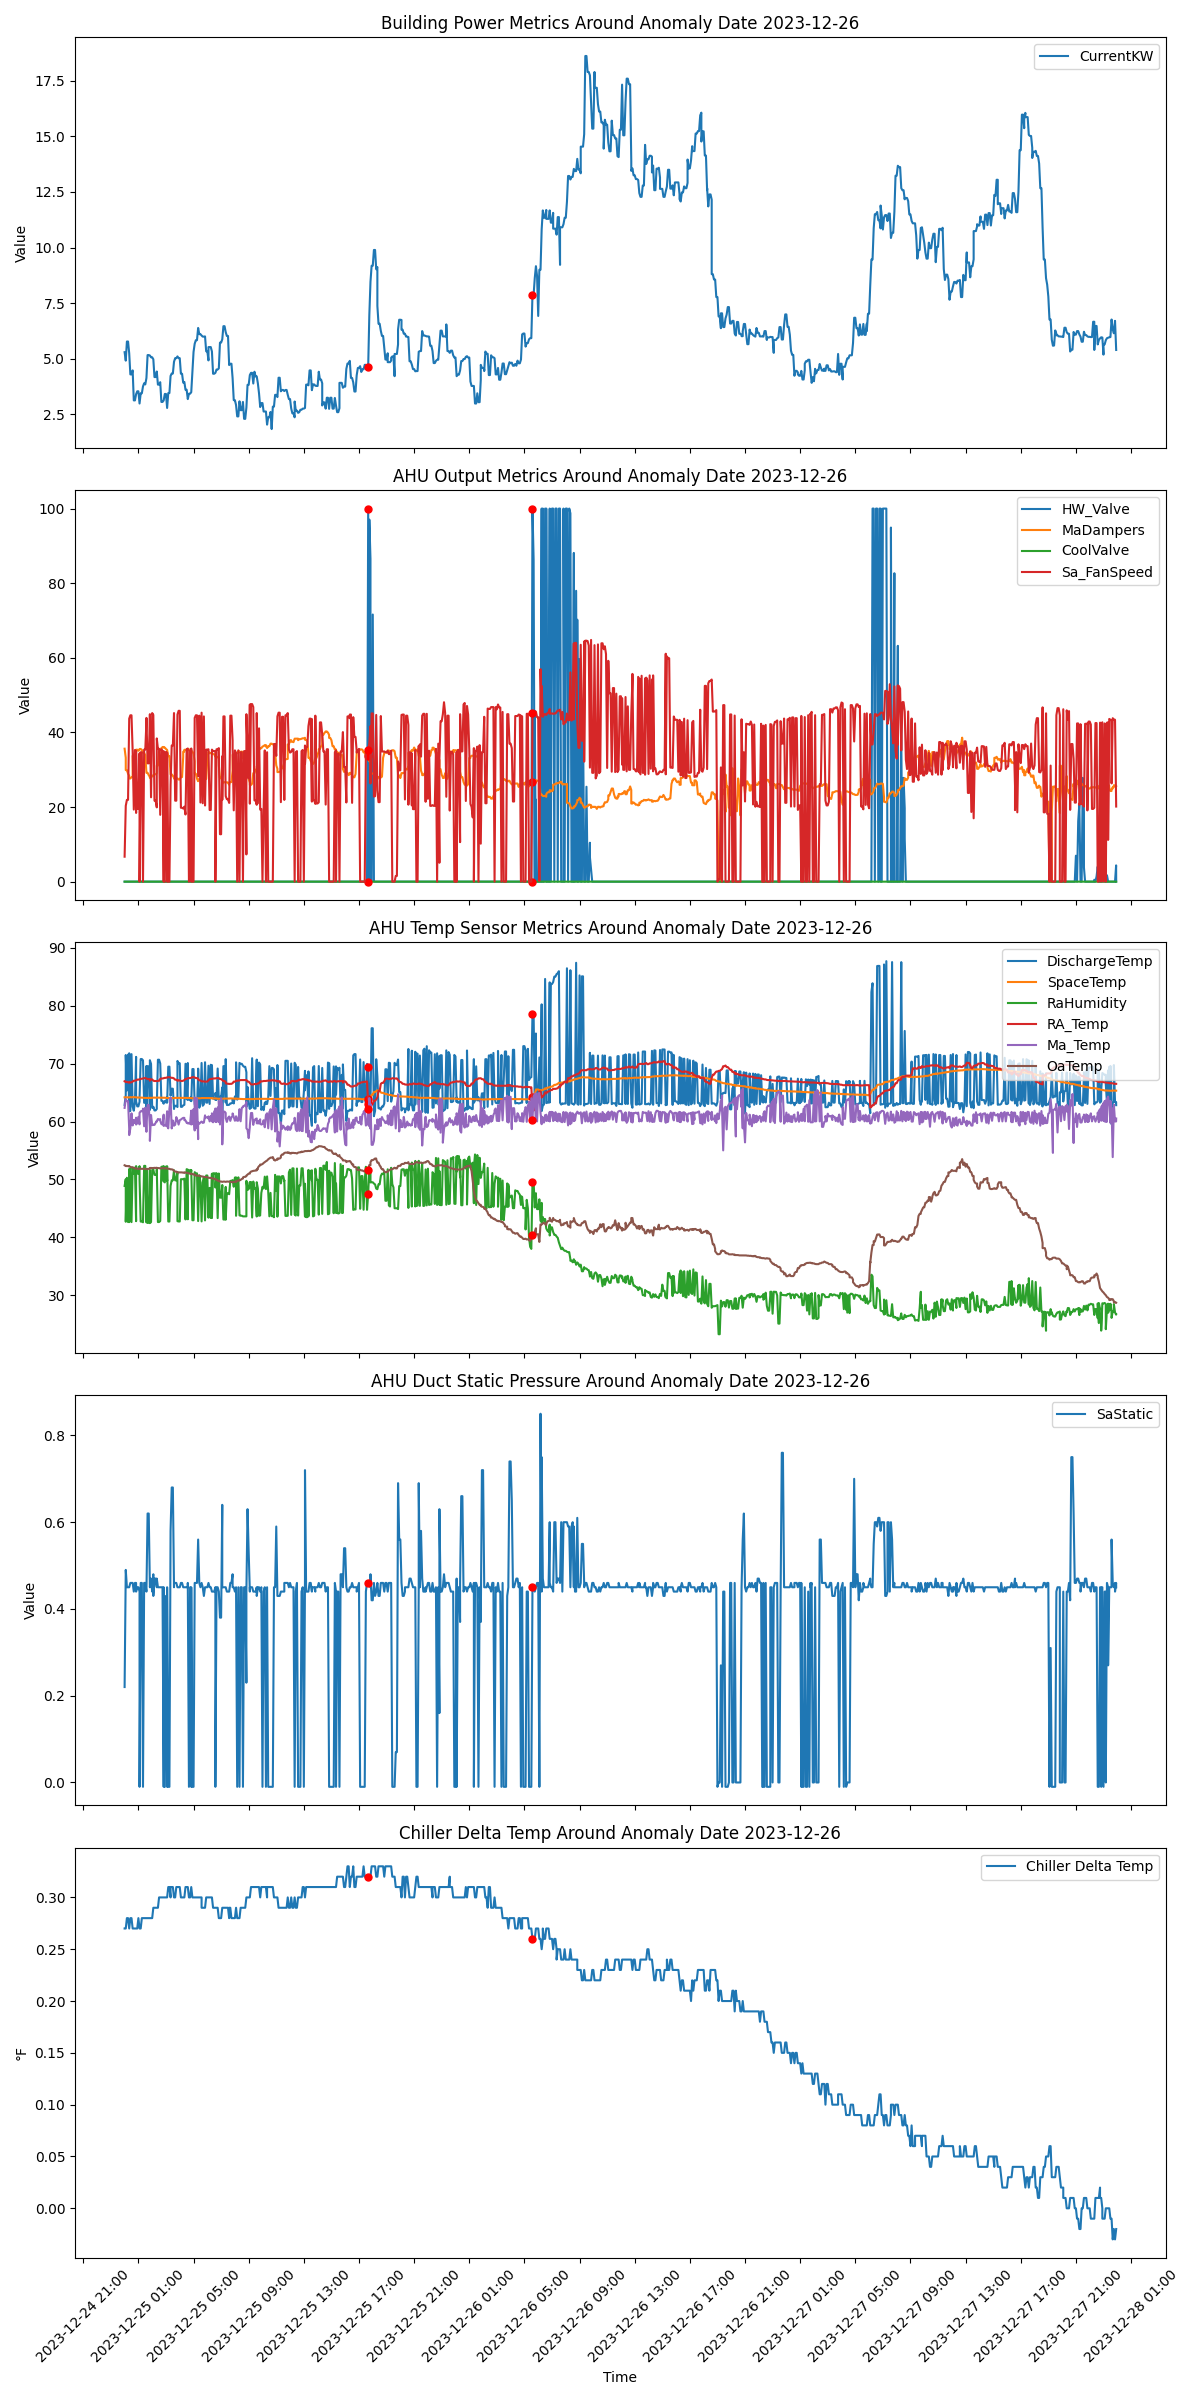 Building Power Metrics Around Anomaly Date 2023-12-26
CurrentKW
17.5
15.0
12.5
10.0
7.5
5.0
2.5
Value
AHU Output Metrics Around Anomaly Date 2023-12-26
HW_Valve
MaDampers
CoolValve
Sa_FanSpeed
100
80
60
40
20
0
Value
AHU Temp Sensor Metrics Around Anomaly Date 2023-12-26
DischargeTemp
SpaceTemp
RaHumidity
RA_Temp
Ma_Temp
OaTemp
90
80
70
60
50
40
30
Value
AHU Duct Static Pressure Around Anomaly Date 2023-12-26
SaStatic
0.8
0.6
0.4
0.2
0.0
Value
Chiller Delta Temp Around Anomaly Date 2023-12-26
Chiller Delta Temp
0.30
0.25
0.20
0.15
0.10
0.05
0.00
°F
2023-12-24 21:00
2023-12-25 01:00
2023-12-25 05:00
2023-12-25 09:00
2023-12-25 13:00
2023-12-25 17:00
2023-12-25 21:00
2023-12-26 01:00
2023-12-26 05:00
2023-12-26 09:00
2023-12-26 13:00
2023-12-26 17:00
2023-12-26 21:00
2023-12-27 01:00
2023-12-27 05:00
2023-12-27 09:00
2023-12-27 13:00
2023-12-27 17:00
2023-12-27 21:00
2023-12-28 01:00
Time